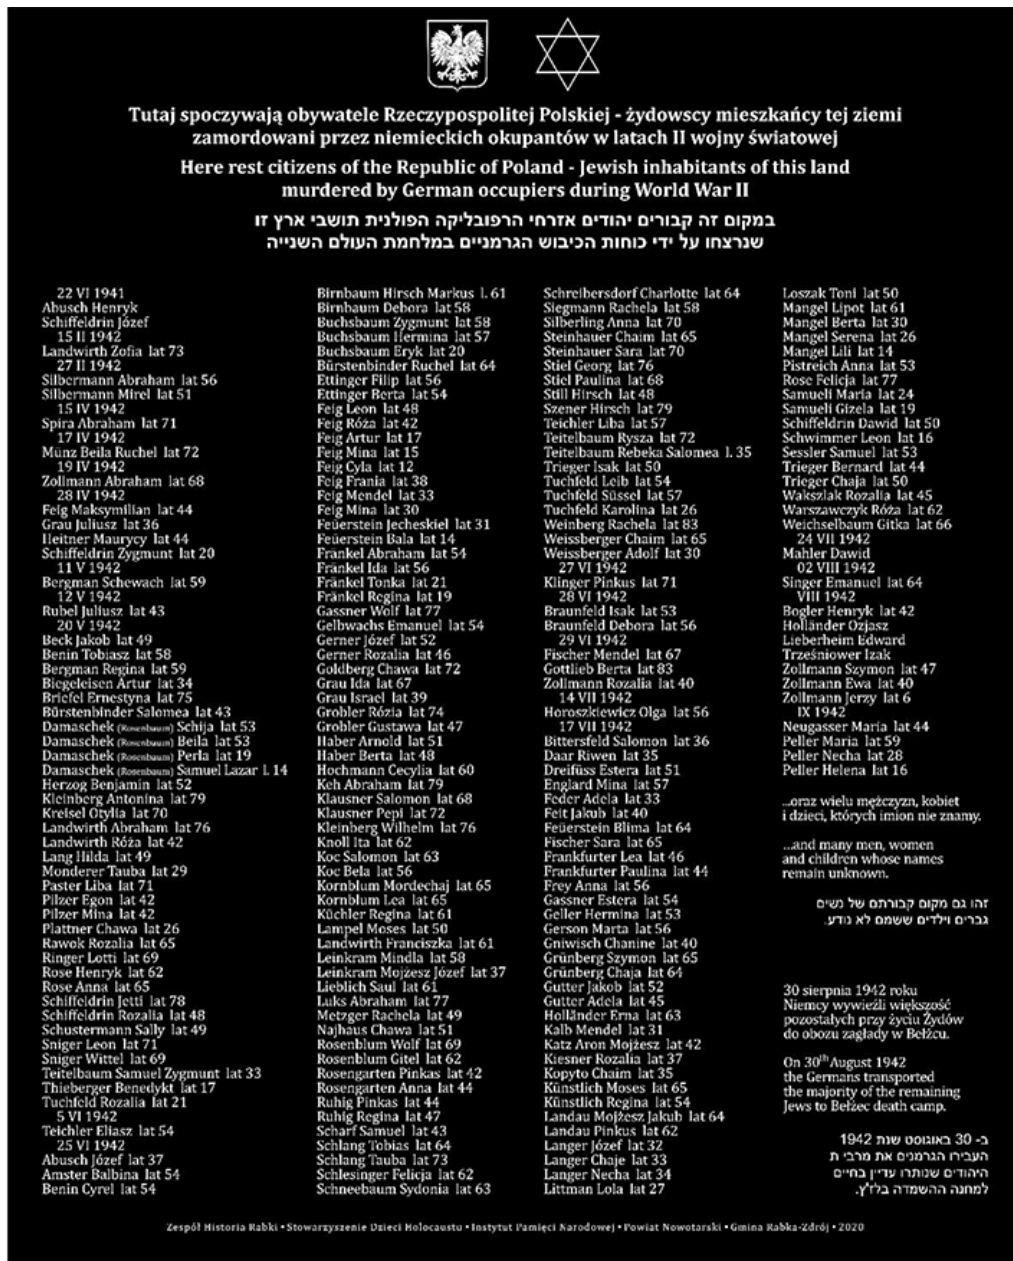 Tutaj spoczywają obywatele Rzeczypospolitej Polskiej - żydowscy mieszkańcy tej ziemi
zamordowani przez niemieckich okupantów w latach II wojny światowej
Here rest citizens of the Republic of Poland - Jewish inhabitants of this land
murdered by German occupiers during World War II
במקום זה קבורים יהודים אזרחי הרפובליקה הפולנית תושבי ארץ זו
שנרצחו על ידי כוחות הכיבוש הגרמניים במלחמת העולם השנייה
22 VI 1941
Abusch Henryk
Schiffeldrin Józef
15 II 1942
Landwirth Zofia lat 73
27 II 1942
Silbermann Abraham lat 56
Silbermann Mirel lat 51
15 IV 1942
Spira Abraham lat 71
17 IV 1942
Münz Beila Ruchel lat 72
19 IV 1942
Zollmann Abraham lat 68
28 IV 1942
Feig Maksymilian lat 44
Grau Juliusz lat 36
Heitner Maurycy lat 44
Schiffeldrin Zygmunt lat 20
11 V 1942
Bergman Schewach lat 59
12 V 1942
Rubel Juliusz lat 43
20 V 1942
Beck Jakob lat 49
Benin Tobiasz lat 58
Bergman Regina lat 59
Biegeleisen Artur lat 34
Briefel Ernestyna lat 75
Bürstenbinder Salomea lat 43
Damaschek (Rosenbaum) Schija lat 53
Damaschek (Rosenbaum) Beila lat 53
Damaschek (Rosenbaum) Perla lat 19
Damaschek (Rosenbaum) Samuel Lazar l. 14
Herzog Benjamin lat 52
Kleinberg Antonina lat 79
Kreisel Otylia lat 70
Landwirth Abraham lat 76
Landwirth Róża lat 42
Lang Hilda lat 49
Monderer Tauba lat 29
Paster Liba lat 71
Pilzer Egon lat 42
Pilzer Mina lat 42
Plattner Chawa lat 26
Rawok Rozalia lat 65
Ringer Lotti lat 69
Rose Henryk lat 62
Rose Anna lat 65
Schiffeldrin Jetti lat 78
Schiffeldrin Rozalia lat 48
Schustermann Sally lat 49
Sniger Leon lat 71
Sniger Wittel lat 69
Teitelbaum Samuel Zygmunt lat 33
Thieberger Benedykt lat 17
Tuchfeld Rozalia lat 21
5 VI 1942
Teichler Eliasz lat 54
25 VI 1942
Abusch Józef lat 37
Amster Balbina lat 54
Benin Cyrel lat 54
Birnbaum Hirsch Markus l. 61
Birnbaum Debora lat 58
Buchsbaum Zygmunt lat 58
Buchsbaum Hermina lat 57
Buchsbaum Eryk lat 20
Bürstenbinder Ruchel lat 64
Ettinger Filip lat 56
Ettinger Berta lat 54
Feig Leon lat 48
Feig Róża lat 42
Feig Artur lat 17
Feig Mina lat 15
Feig Cyla lat 12
Feig Frania lat 38
Feig Mendel lat 33
Feig Mina lat 30
Feüerstein Jecheskiel lat 31
Feüerstein Bala lat 14
Fränkel Abraham lat 54
Fränkel Ida lat 56
Fränkel Tonka lat 21
Fränkel Regina lat 19
Gassner Wolf lat 77
Gelbwachs Emanuel lat 54
Gerner Józef lat 52
Gerner Rozalia lat 46
Goldberg Chawa lat 72
Grau Ida lat 67
Grau Israel lat 39
Grobler Rózia lat 74
Grobler Gustawa lat 47
Haber Arnold lat 51
Haber Berta lat 48
Hochmann Cecylia lat 60
Keh Abraham lat 79
Klausner Salomon lat 68
Klausner Pepi lat 72
Kleinberg Wilhelm lat 76
Knoll Ita lat 62
Koc Salomon lat 63
Koc Bela lat 56
Kornblum Mordechaj lat 65
Kornblum Lea lat 65
Küchler Regina lat 61
Lampel Moses lat 50
Landwirth Franciszka lat 61
Leinkram Mindla lat 58
Leinkram Mojżesz Józef lat 37
Lieblich Saul lat 61
Luks Abraham lat 77
Metzger Rachela lat 49
Najhaus Chawa lat 51
Rosenblum Wolf lat 69
Rosenblum Gitel lat 62
Rosengarten Pinkas lat 42
Rosengarten Anna lat 44
Ruhig Pinkas lat 44
Ruhig Regina lat 47
Scharf Samuel lat 43
Schlang Tobias lat 64
Schlang Tauba lat 73
Schlesinger Felicja lat 62
Schneebaum Sydonia lat 63
Schreibersdorf Charlotte lat 64
Siegmann Rachela lat 58
Silberling Anna lat 70
Steinhauer Chaim lat 65
Steinhauer Sara lat 70
Stiel Georg lat 76
Stiel Paulina lat 68
Still Hirsch lat 48
Szener Hirsch lat 79
Teichler Liba lat 57
Teitelbaum Rysza lat 72
Teitelbaum Rebeka Salomea l. 35
Trieger Isak lat 50
Tuchfeld Leib lat 54
Tuchfeld Süssel lat 57
Tuchfeld Karolina lat 26
Weinberg Rachela lat 83
Weissberger Chaim lat 65
Weissberger Adolf lat 30
27 VI 1942
Klinger Pinkus lat 71
28 VI 1942
Braunfeld Isak lat 53
Braunfeld Debora lat 56
29 VI 1942
Fischer Mendel lat 67
Gottlieb Berta lat 83
Zollmann Rozalia lat 40
14 VII 1942
Horoszkiewicz Olga lat 56
17 VII 1942
Bittersfeld Salomon lat 36
Daar Riwen lat 35
Dreifüss Estera lat 51
Englard Mina lat 57
Feder Adela lat 33
Feit Jakub lat 40
Feüerstein Blima lat 64
Fischer Sara lat 65
Frankfurter Lea lat 46
Frankfurter Paulina lat 44
Frey Anna lat 56
Gassner Estera lat 54
Geller Hermina lat 53
Gerson Marta lat 56
Gniwisch Chanine lat 40
Grünberg Szymon lat 65
Grünberg Chaja lat 64
Gutter Jakob lat 52
Gutter Adela lat 45
Holländer Erna lat 63
Kalb Mendel lat 31
Katz Aron Mojżesz lat 42
Kiesner Rozalia lat 37
Kopyto Chaim lat 35
Künstlich Moses lat 65
Künstlich Regina lat 54
Landau Mojżesz Jakub lat 64
Landau Pinkus lat 62
Langer Józef lat 32
Langer Chaje lat 33
Langer Necha lat 34
Littman Lola lat 27
Loszak Toni lat 50
Mangel Lipot lat 61
Mangel Berta lat 30
Mangel Serena lat 26
Mangel Lili lat 14
Pistreich Anna lat 53
Rose Felicja lat 77
Samueli Maria lat 24
Samueli Gizela lat 19
Schiffeldrin Dawid lat 50
Schwimmer Leon lat 16
Sessler Samuel lat 53
Trieger Bernard lat 44
Trieger Chaja lat 50
Wakszlak Rozalia lat 45
Warszawczyk Róża lat 62
Weichselbaum Gitka lat 66
24 VII 1942
Mahler Dawid
02 VIII 1942
Singer Emanuel lat 64
VIII 1942
Bogler Henryk lat 42
Holländer Ozjasz
Lieberheim Edward
Trześniower Izak
Zollmann Szymon lat 47
Zollmann Ewa lat 40
Zollmann Jerzy lat 6
IX 1942
Neugasser Maria lat 44
Peller Maria lat 59
Peller Necha lat 28
Peller Helena lat 16
...oraz wielu mężczyzn, kobiet
i dzieci, których imion nie znamy.
...and many men, women
and children whose names
remain unknown.
זהו גם מקום קבורתם של נשים
גברים וילדים ששמם לא נודע.
30 sierpnia 1942 roku
Niemcy wywieźli większość
pozostałych przy życiu Żydów
do obozu zagłady w Bełżcu.
On 30th August 1942
the Germans transported
the majority of the remaining
Jews to Bełżec death camp.
ב- 30 באוגוסט שנת 1942
העבירו הגרמנים את מרבי ת
היהודים שנותרו עדיין בחיים
למחנה ההשמדה בלז'ץ.
Zespół Historia Rabki • Stowarzyszenie Dzieci Holocaustu • Instytut Pamięci Narodowej • Powiat Nowotarski • Gmina Rabka-Zdrój • 2020